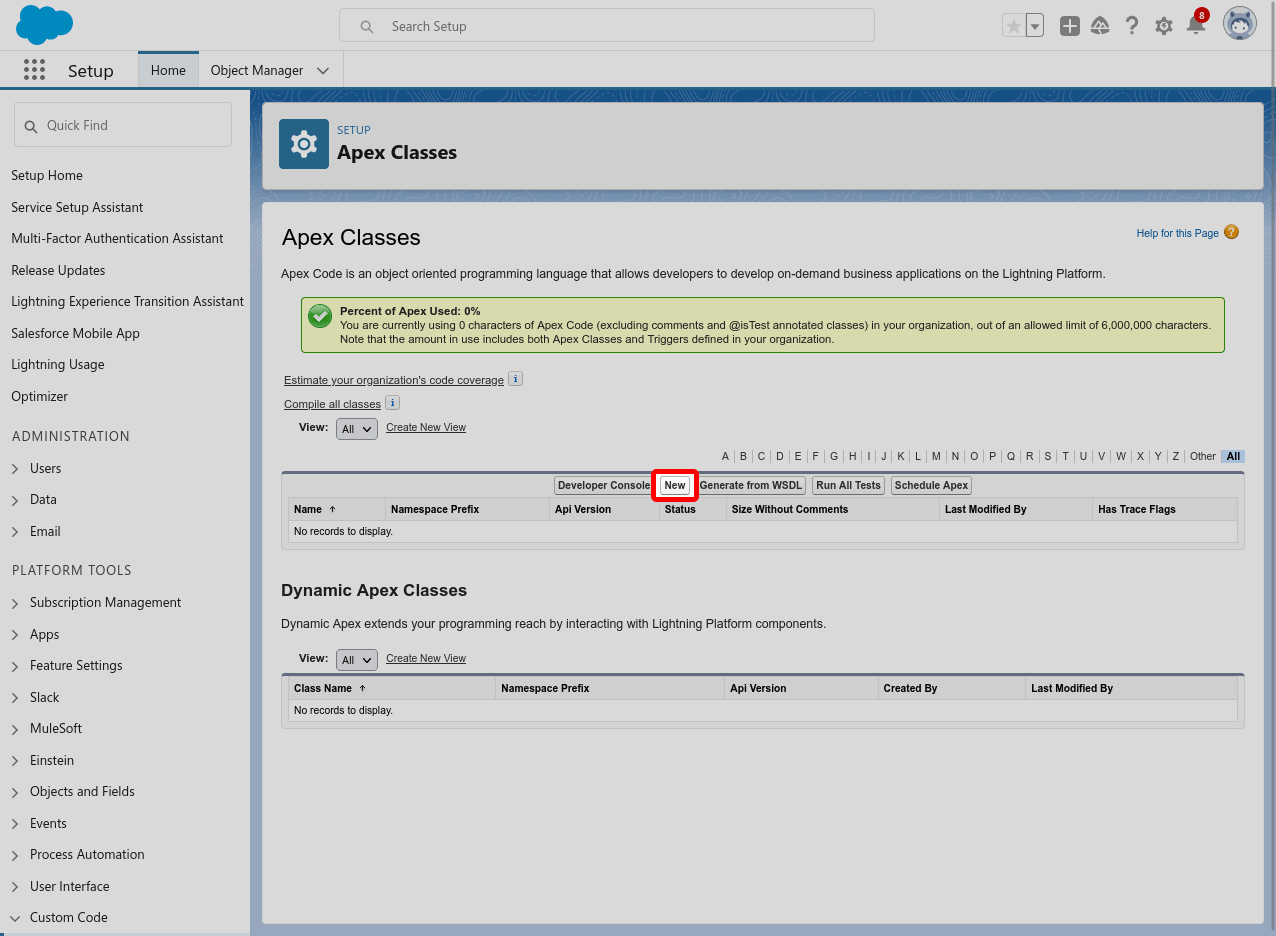 Search Setup
8
Setup
Home
Object Manager
Quick Find
Setup Home
Service Setup Assistant
Multi-Factor Authentication Assistant
Release Updates
Lightning Experience Transition Assistant
Salesforce Mobile App
Lightning Usage
Optimizer
ADMINISTRATION
Users
Data
Email
PLATFORM TOOLS
Subscription Management
Apps
Feature Settings
Slack
MuleSoft
Einstein
Objects and Fields
Events
Process Automation
User Interface
Custom Code
SETUP
Apex Classes
Apex Classes
Help for this Page ?
Apex Code is an object oriented programming language that allows developers to develop on-demand business applications on the Lightning Platform.
Percent of Apex Used: 0%
You are currently using 0 characters of Apex Code (excluding comments and @isTest annotated classes) in your organization, out of an allowed limit of 6,000,000 characters.
Note that the amount in use includes both Apex Classes and Triggers defined in your organization.
Estimate your organization's code coverage i
Compile all classes i
View: All Create New View
A | B | C | D | E | F | G | H | I | J | K | L | M | N | O | P | Q | R | S | T | U | V | W | X | Y | Z | Other All
Developer Console New Generate from WSDL Run All Tests Schedule Apex
Name ↑ Namespace Prefix Api Version Status Size Without Comments Last Modified By Has Trace Flags
No records to display.
Dynamic Apex Classes
Dynamic Apex extends your programming reach by interacting with Lightning Platform components.
View: All Create New View
Class Name ↑ Namespace Prefix Api Version Created By Last Modified By
No records to display.